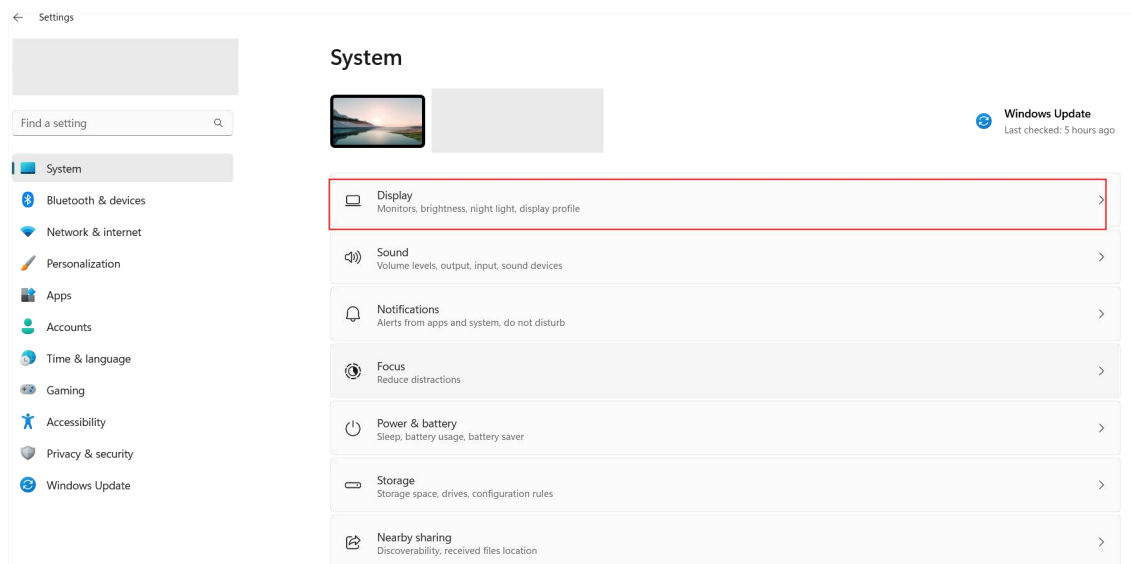 Settings
System
Find a setting
Windows Update
Last checked: 5 hours ago
System
Bluetooth & devices
Network & internet
Personalization
Apps
Accounts
Time & language
Gaming
Accessibility
Privacy & security
Windows Update
Display
Monitors, brightness, night light, display profile
Sound
Volume levels, output, input, sound devices
Notifications
Alerts from apps and system, do not disturb
Focus
Reduce distractions
Power & battery
Sleep, battery usage, battery saver
Storage
Storage space, drives, configuration rules
Nearby sharing
Discoverability, received files location